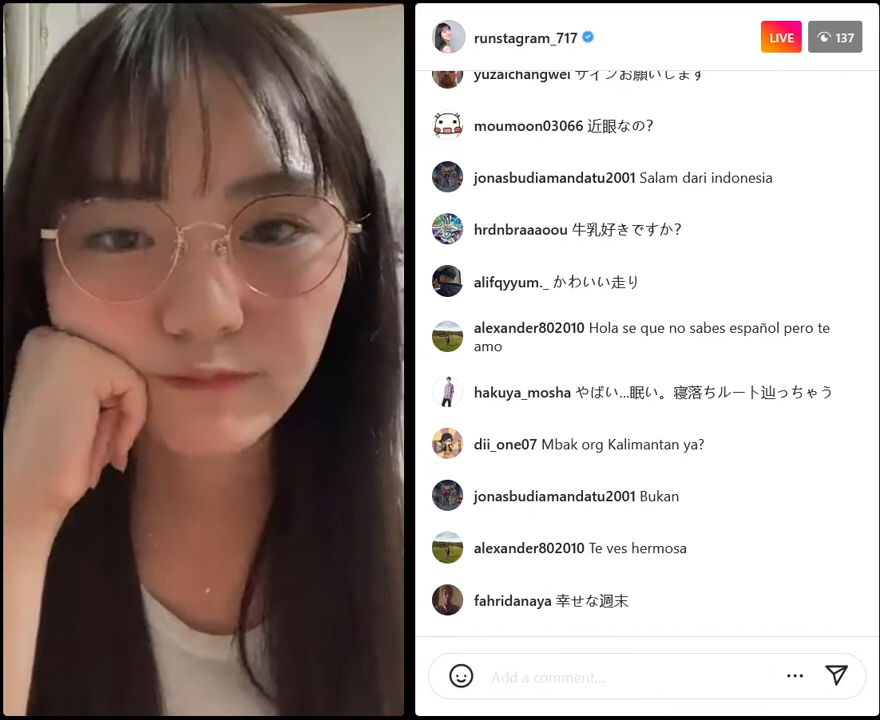 runstagram_717
LIVE
137
yuzaichangwei サインお願いします
moumoon03066 近眼なの?
jonasbudiamandatu2001 Salam dari indonesia
hrdnbraaaoou 牛乳好きですか?
alifqyyum._ かわいい走り
alexander802010 Hola se que no sabes español pero te
amo
hakuya_mosha やばい...眠い。寝落ちルート辿っちゃう
dii_one07 Mbak org Kalimantan ya?
jonasbudiamandatu2001 Bukan
alexander802010 Te ves hermosa
fahridanaya 幸せな週末
Add a comment...